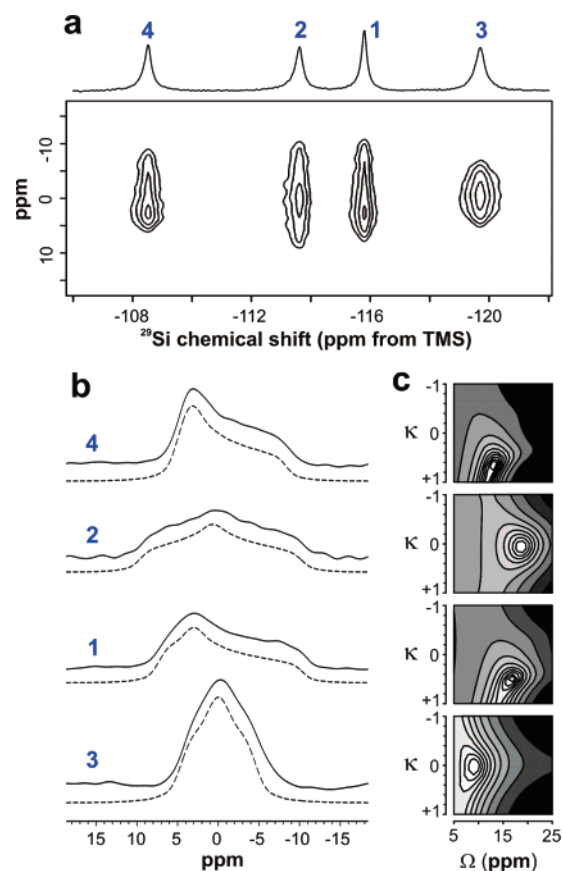 a
4 2 1 3
-10
0
10
ppm
-108 -112 -116 -120
²⁹Si chemical shift (ppm from TMS)
b
4
2
1
3
15 10 5 0 -5 -10 -15
ppm
c
-1
κ 0
+1
-1
κ 0
+1
-1
κ 0
+1
-1
κ 0
+1
5 15 25
Ω (ppm)